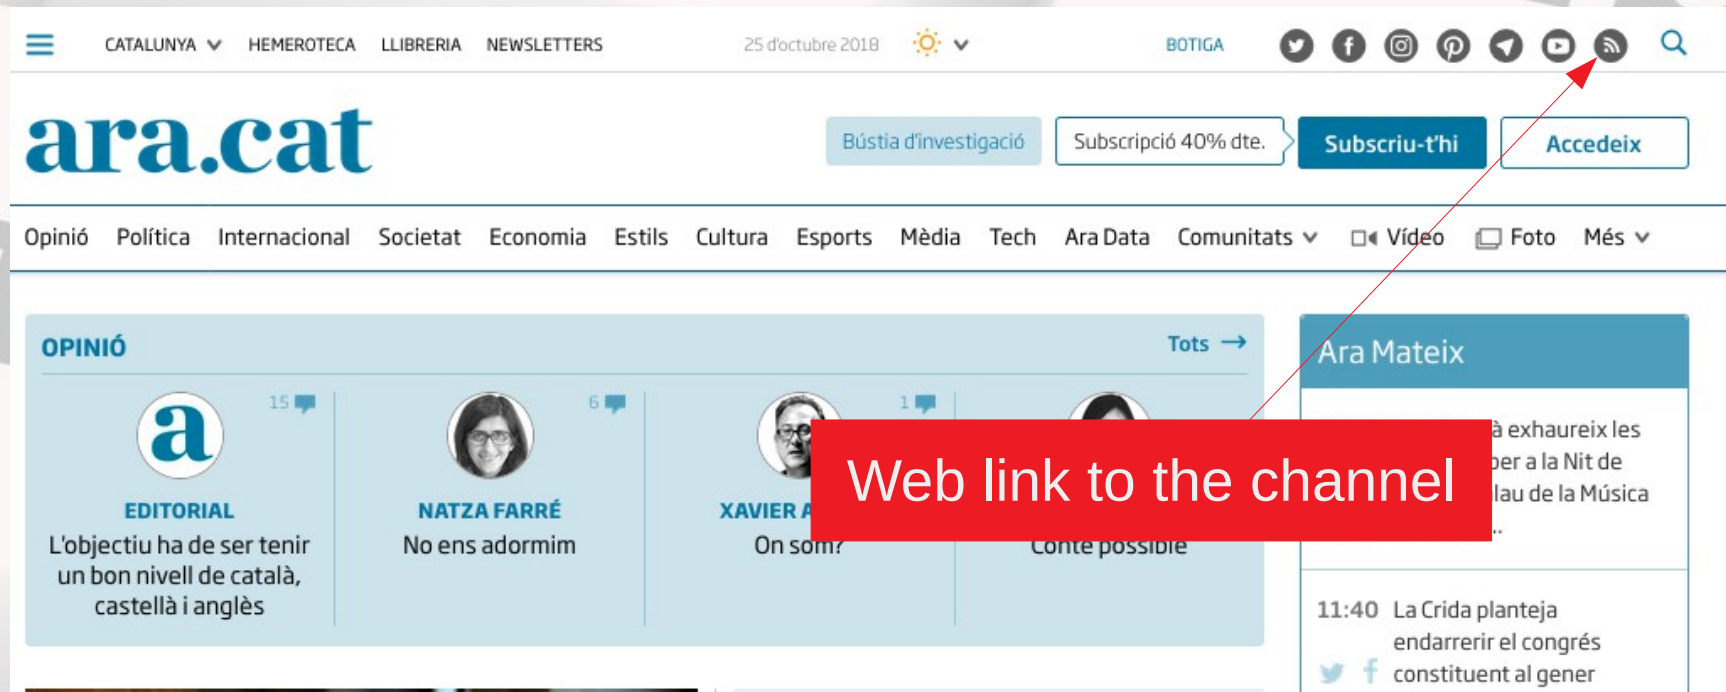 CATALUNYA HEMEROTECA LLIBRERIA NEWSLETTERS 25 d'octubre 2018 BOTIGA
ara.cat
Bústia d'investigació Subscripció 40% dte. Subscriu-t'hi Accedeix
Opinió Política Internacional Societat Economia Estils Cultura Esports Mèdia Tech Ara Data Comunitats Vídeo Foto Més
OPINIÓ Tots →
15
a
EDITORIAL
L'objectiu ha de ser tenir
un bon nivell de català,
castellà i anglès
6
NATZA FARRÉ
No ens adormim
1
XAVIER
On som?
Conte possible
Web link to the channel
Ara Mateix
exhaureix les
per a la Nit de
la Música
..
11:40 La Crida planteja
endarrerir el congrés
constituent al gener